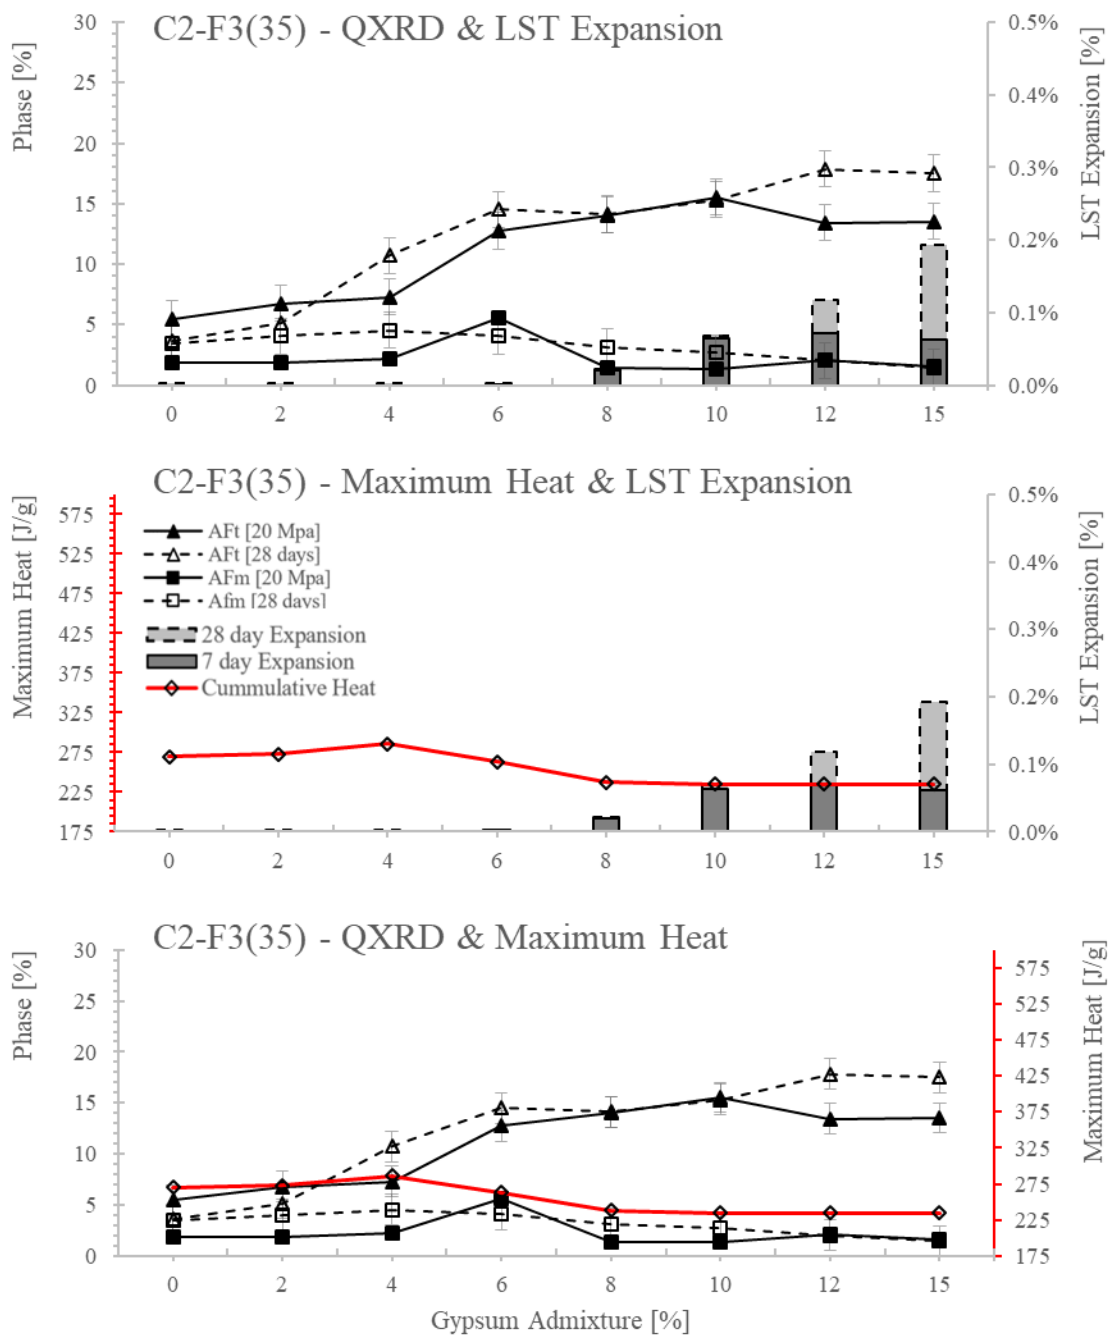 C2-F3(35) - QXRD & LST Expansion
Phase [%]
30
25
20
15
10
5
0
0.5%
0.4%
0.3%
0.2%
0.1%
0.0%
LST Expansion [%]
0 2 4 6 8 10 12 15
C2-F3(35) - Maximum Heat & LST Expansion
Maximum Heat [J/g]
575
525
475
425
375
325
275
225
175
AFt [20 Mpa]
AFt [28 days]
AFm [20 Mpa]
Afm [28 days]
28 day Expansion
7 day Expansion
Cummulative Heat
0.5%
0.4%
0.3%
0.2%
0.1%
0.0%
LST Expansion [%]
0 2 4 6 8 10 12 15
C2-F3(35) - QXRD & Maximum Heat
Phase [%]
30
25
20
15
10
5
0
575
525
475
425
375
325
275
225
175
Maximum Heat [J/g]
0 2 4 6 8 10 12 15
Gypsum Admixture [%]